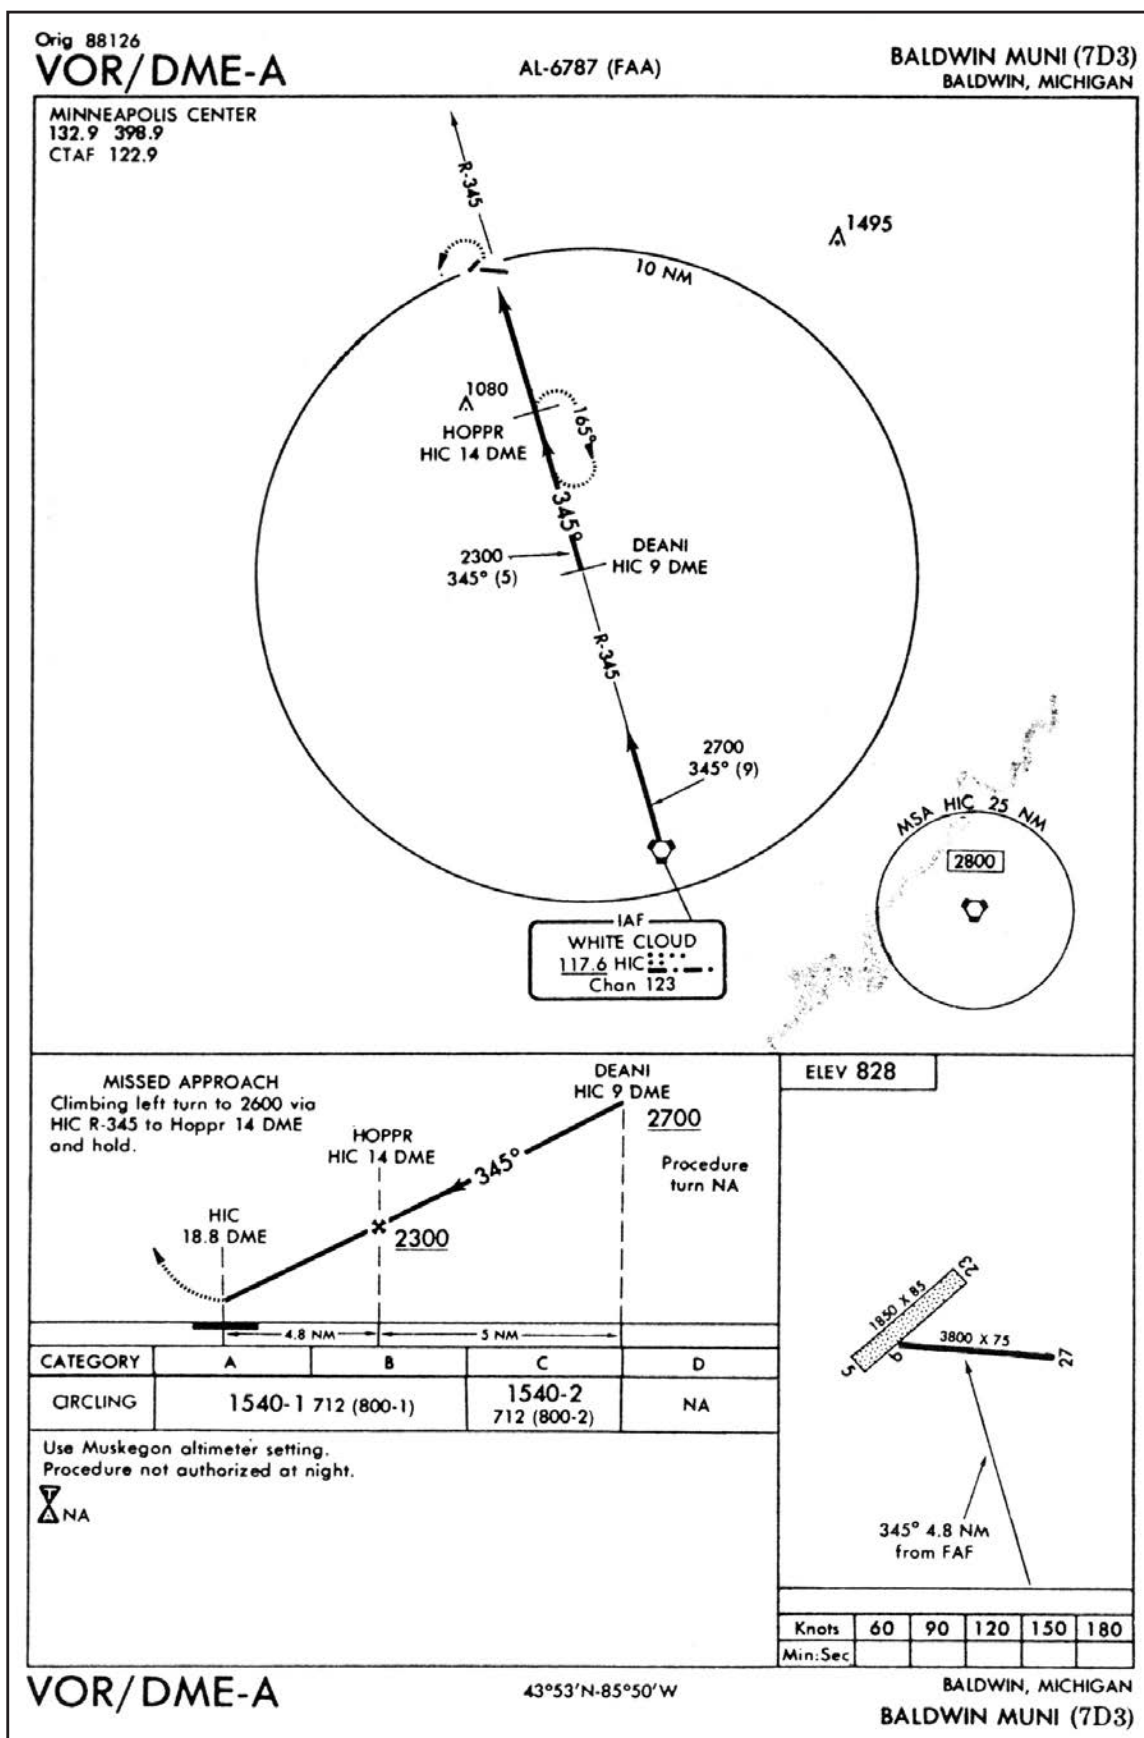 Orig 88126
VOR/DME-A
AL-6787 (FAA)
BALDWIN MUNI (7D3)
BALDWIN, MICHIGAN
MINNEAPOLIS CENTER
132.9 398.9
CTAF 122.9
R-345
1495
10 NM
1080
HOPPR
HIC 14 DME
165°
345°
2300
345° (5)
DEANI
HIC 9 DME
R-345
2700
345° (9)
MSA HIC 25 NM
2800
IAF
WHITE CLOUD
117.6 HIC
Chan 123
MISSED APPROACH
Climbing left turn to 2600 via
HIC R-345 to Hoppr 14 DME
and hold.
DEANI
HIC 9 DME
2700
HOPPR
HIC 14 DME
345°
Procedure
turn NA
HIC
18.8 DME
2300
4.8 NM
5 NM
CATEGORY A B C D
CIRCLING 1540-1 712 (800-1) 1540-2
712 (800-2) NA
Use Muskegon altimeter setting.
Procedure not authorized at night.
T
A NA
ELEV 828
23
1850 X 85
3800 X 75
5
9
27
345° 4.8 NM
from FAF
Knots 60 90 120 150 180
Min:Sec
VOR/DME-A
43°53'N-85°50'W
BALDWIN, MICHIGAN
BALDWIN MUNI (7D3)